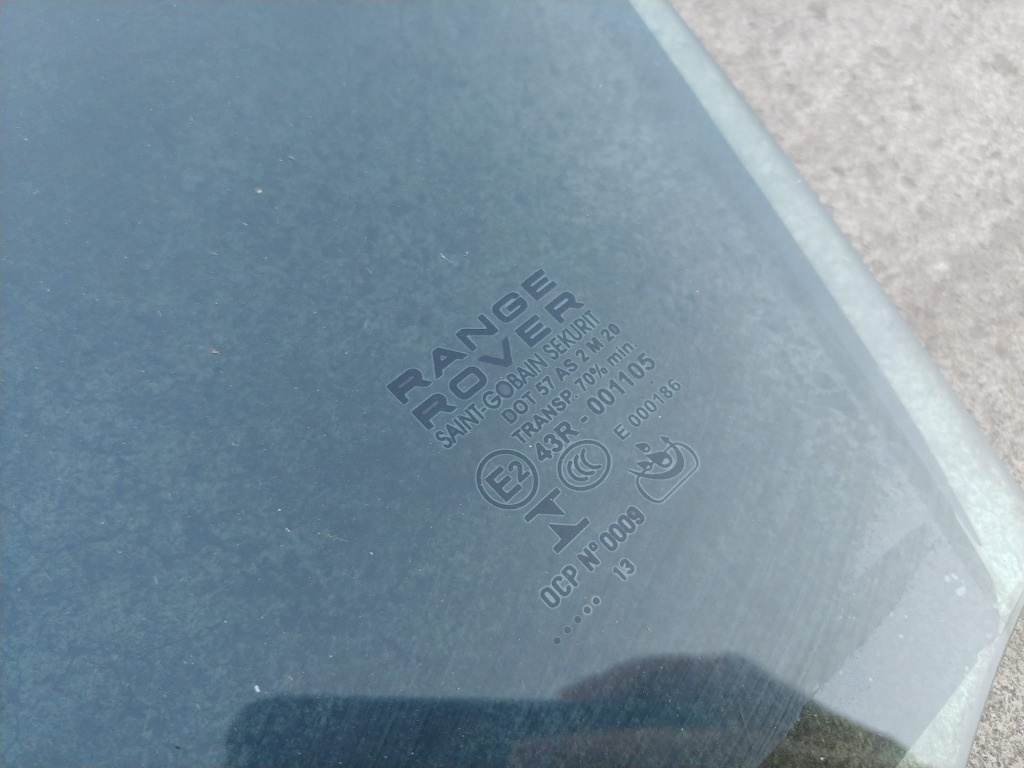 RANGE
ROVER
SAINT-GOBAIN SEKURIT
DOT 57 AS 2 M 20
TRANSP. 70% min.
E2 43R - 001105
CCC E 000186
OCP N° 0009
..... 13